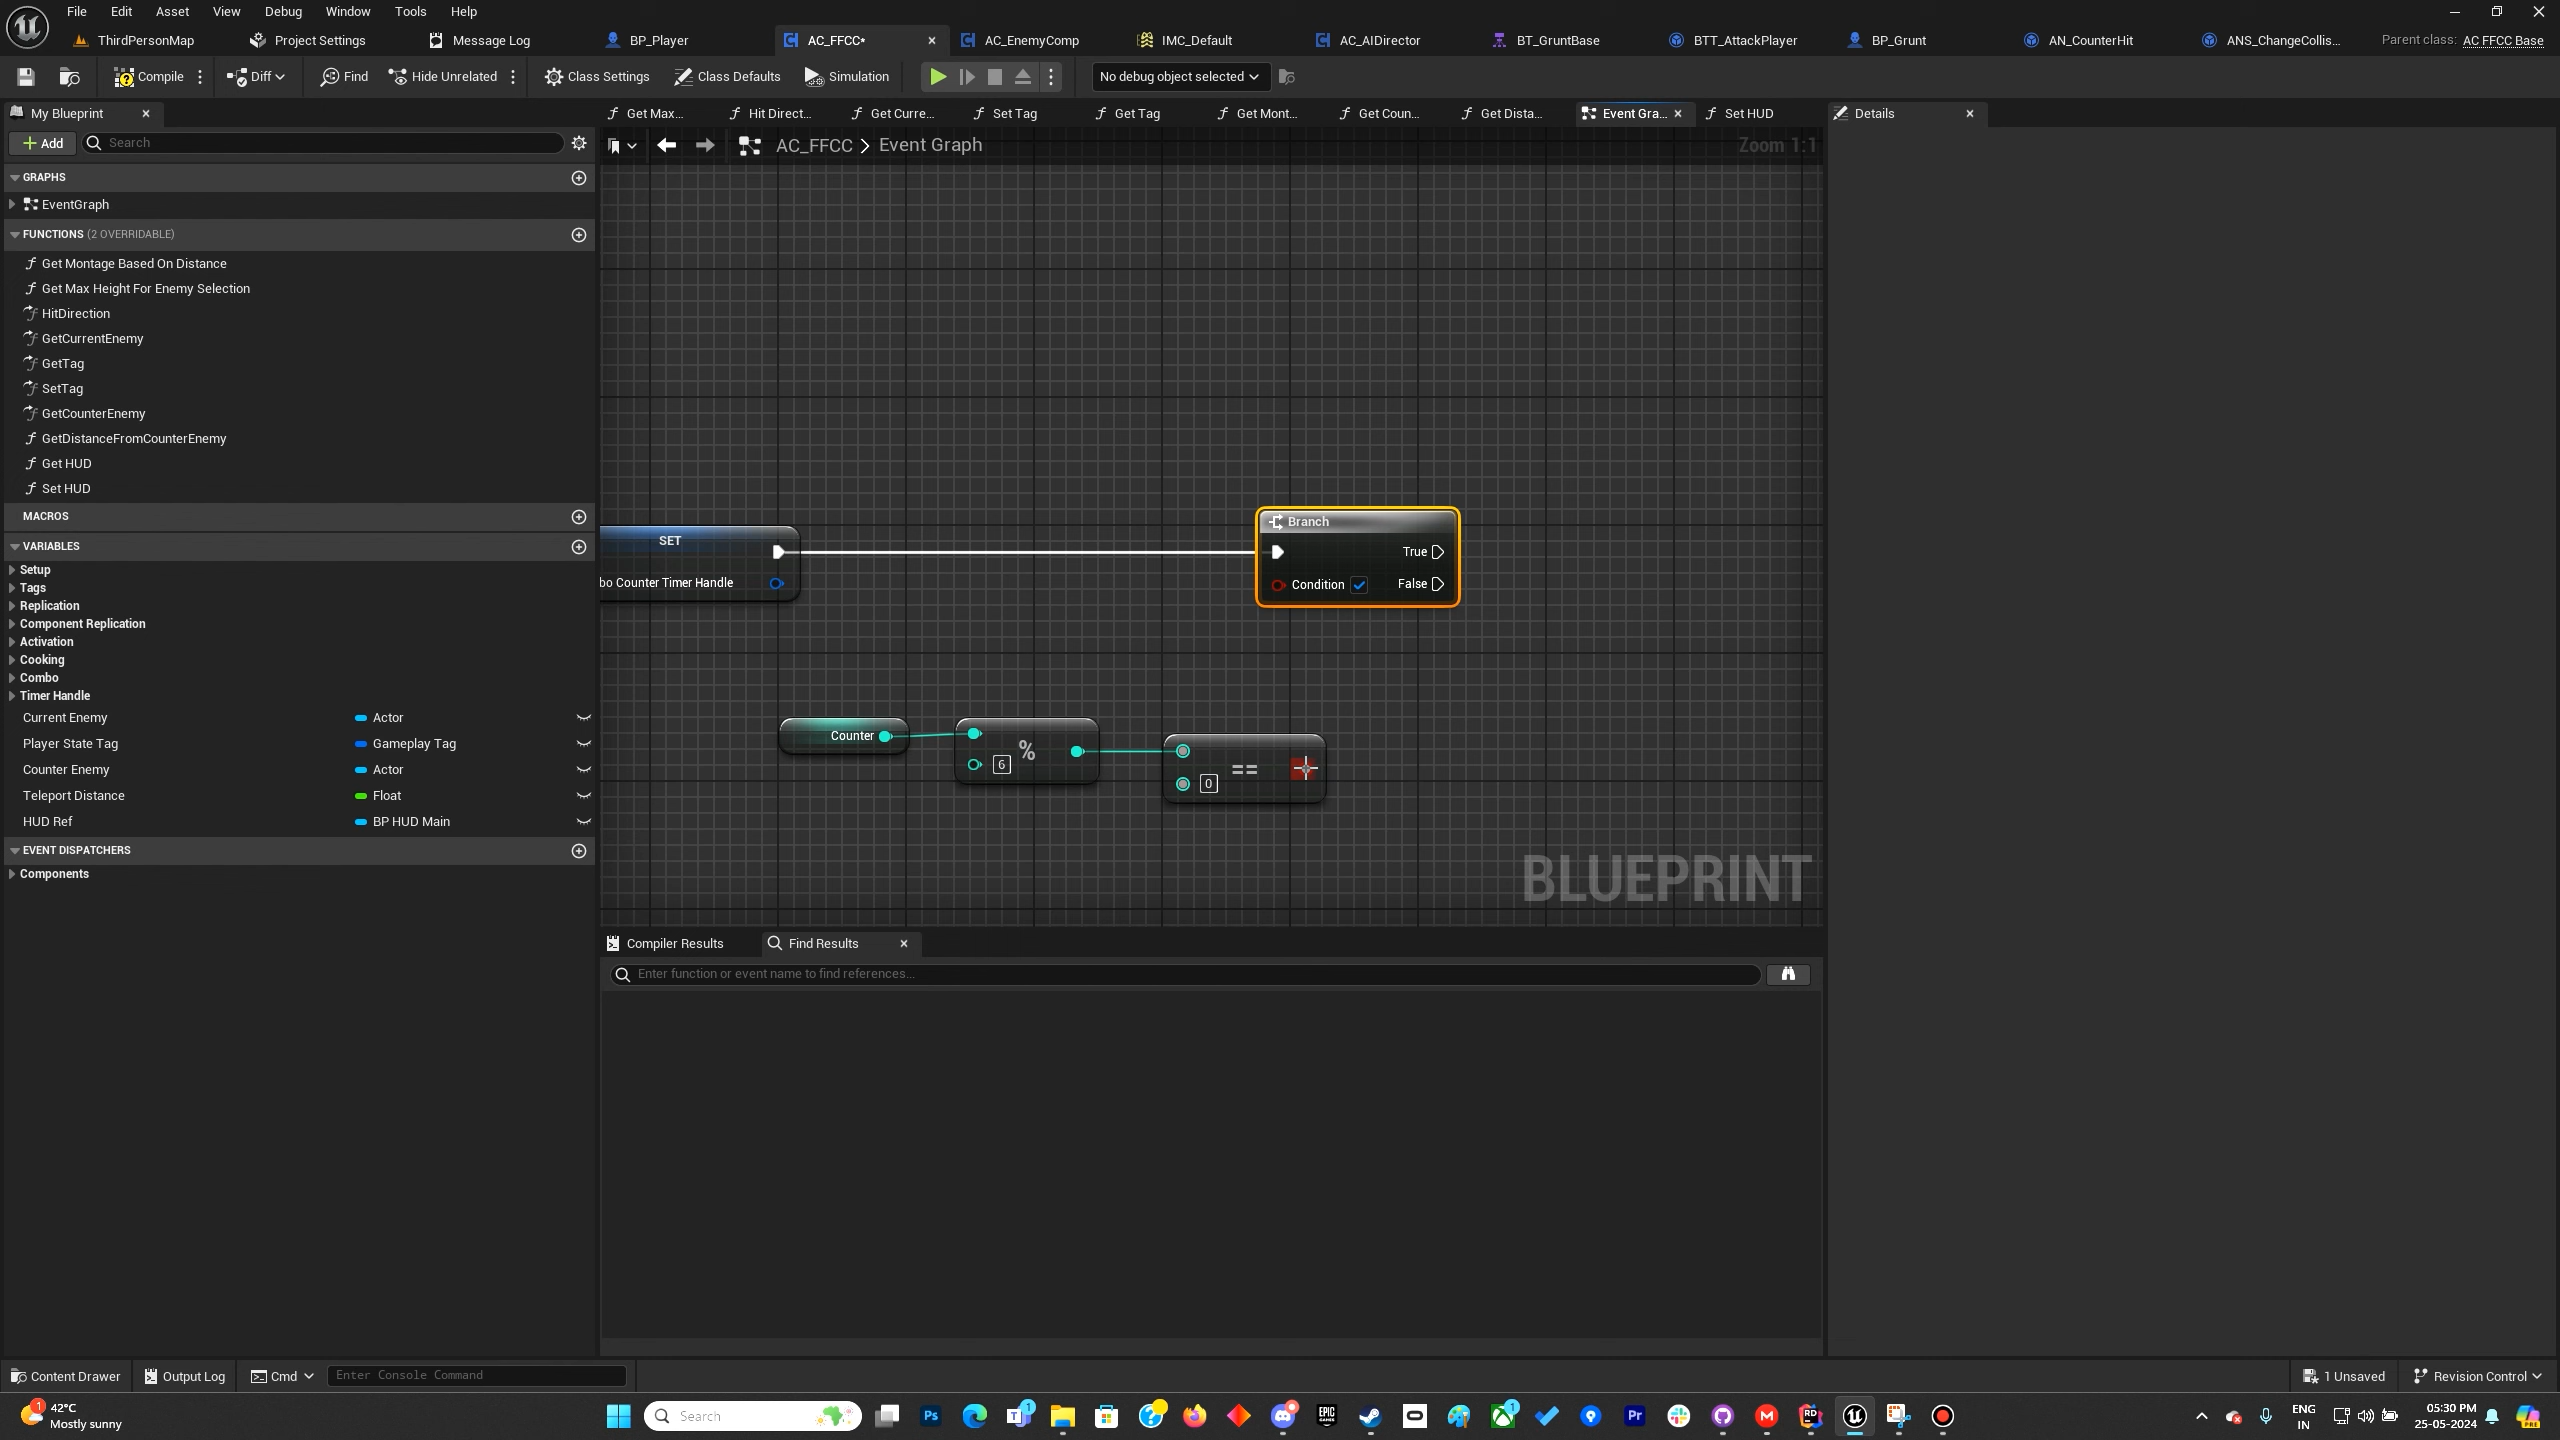 File Edit Asset View Debug Window Tools Help
ThirdPersonMap Project Settings Message Log BP_Player AC_FFCC* AC_EnemyComp IMC_Default AC_AIDirector BT_GruntBase BTT_AttackPlayer BP_Grunt AN_CounterHit ANS_ChangeCollis... Parent class: AC FFCC Base
Compile Diff Find Hide Unrelated Class Settings Class Defaults Simulation No debug object selected
My Blueprint Get Max... Hit Direct... Get Curre... Set Tag Get Tag Get Mont... Get Coun... Get Dista... Event Gra... Set HUD Details
Add Search
AC_FFCC > Event Graph Zoom 1:1
GRAPHS
EventGraph
FUNCTIONS (2 OVERRIDABLE)
Get Montage Based On Distance
Get Max Height For Enemy Selection
HitDirection
GetCurrentEnemy
GetTag
SetTag
GetCounterEnemy
GetDistanceFromCounterEnemy
Get HUD
Set HUD
MACROS
VARIABLES
Setup
Tags
Replication
Component Replication
Activation
Cooking
Combo
Timer Handle
Current Enemy Actor
Player State Tag Gameplay Tag
Counter Enemy Actor
Teleport Distance Float
HUD Ref BP HUD Main
EVENT DISPATCHERS
Components
SET
bo Counter Timer Handle
Branch
True
Condition False
Counter
%
6
==
0
BLUEPRINT
Compiler Results Find Results
Enter function or event name to find references...
Content Drawer Output Log Cmd Enter Console Command 1 Unsaved Revision Control
1 42°C
Mostly sunny
Search
ENG
IN
05:30 PM
25-05-2024